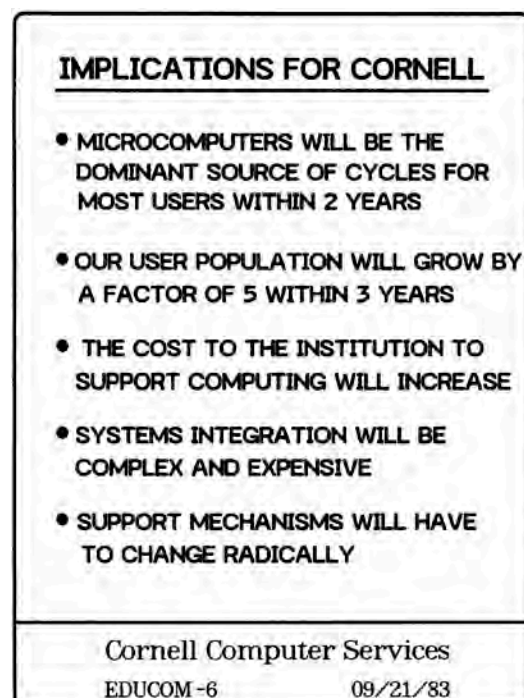 IMPLICATIONS FOR CORNELL
• MICROCOMPUTERS WILL BE THE
DOMINANT SOURCE OF CYCLES FOR
MOST USERS WITHIN 2 YEARS
• OUR USER POPULATION WILL GROW BY
A FACTOR OF 5 WITHIN 3 YEARS
• THE COST TO THE INSTITUTION TO
SUPPORT COMPUTING WILL INCREASE
• SYSTEMS INTEGRATION WILL BE
COMPLEX AND EXPENSIVE
• SUPPORT MECHANISMS WILL HAVE
TO CHANGE RADICALLY
Cornell Computer Services
EDUCOM-6 09/21/83